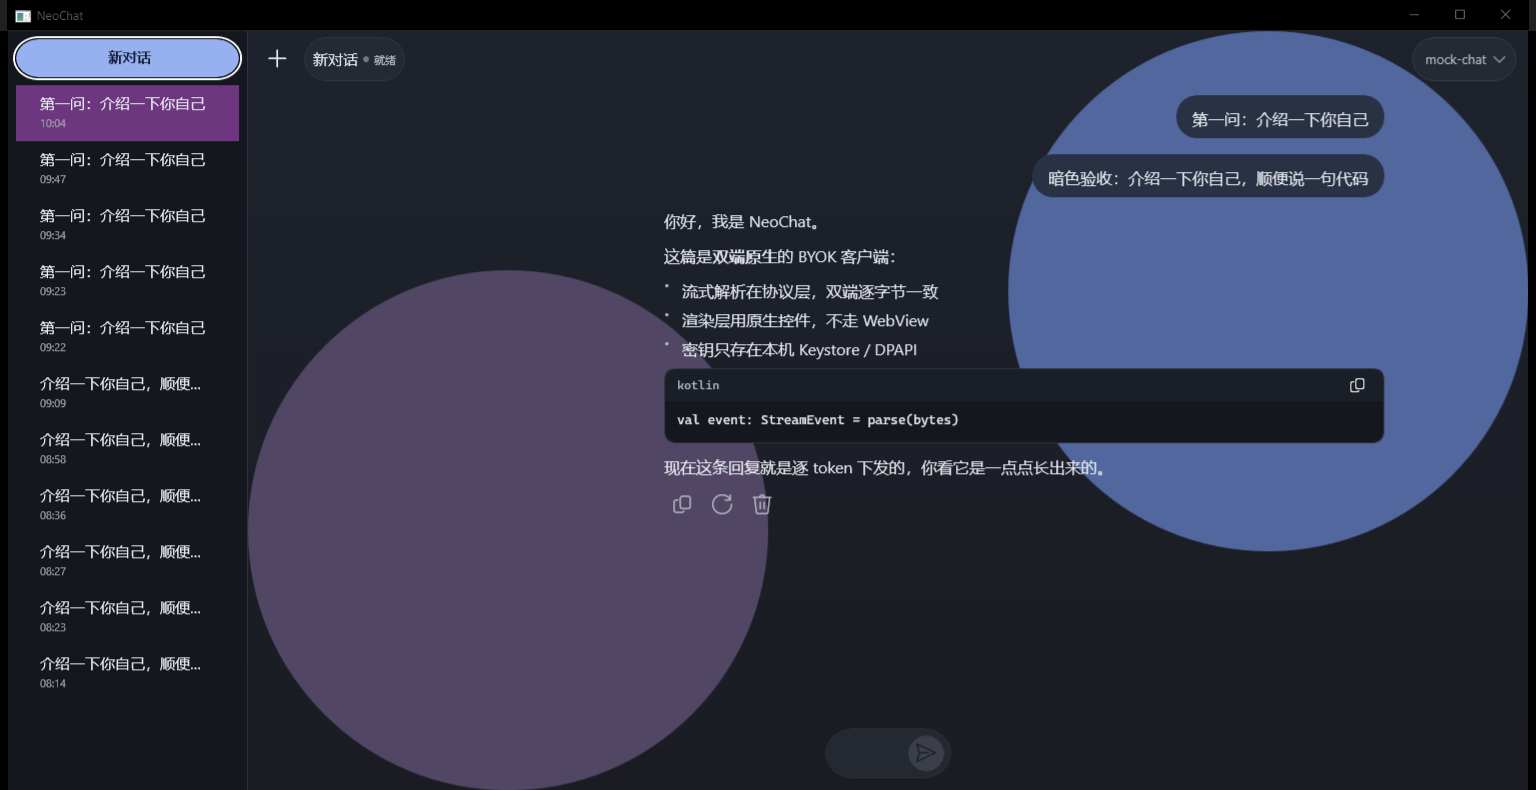 NeoChat
新对话
第一问：介绍一下你自己
10:04
第一问：介绍一下你自己
09:47
第一问：介绍一下你自己
09:34
第一问：介绍一下你自己
09:23
第一问：介绍一下你自己
09:22
介绍一下你自己，顺便...
09:09
介绍一下你自己，顺便...
08:58
介绍一下你自己，顺便...
08:36
介绍一下你自己，顺便...
08:27
介绍一下你自己，顺便...
08:23
介绍一下你自己，顺便...
08:14
新对话 • 就绪
mock-chat
第一问：介绍一下你自己
暗色验收：介绍一下你自己，顺便说一句代码
你好，我是 NeoChat。
这篇是双端原生的 BYOK 客户端：
• 流式解析在协议层，双端逐字节一致
• 渲染层用原生控件，不走 WebView
• 密钥只存在本机 Keystore / DPAPI
kotlin
val event: StreamEvent = parse(bytes)
现在这条回复就是逐 token 下发的，你看它是一点点长出来的。